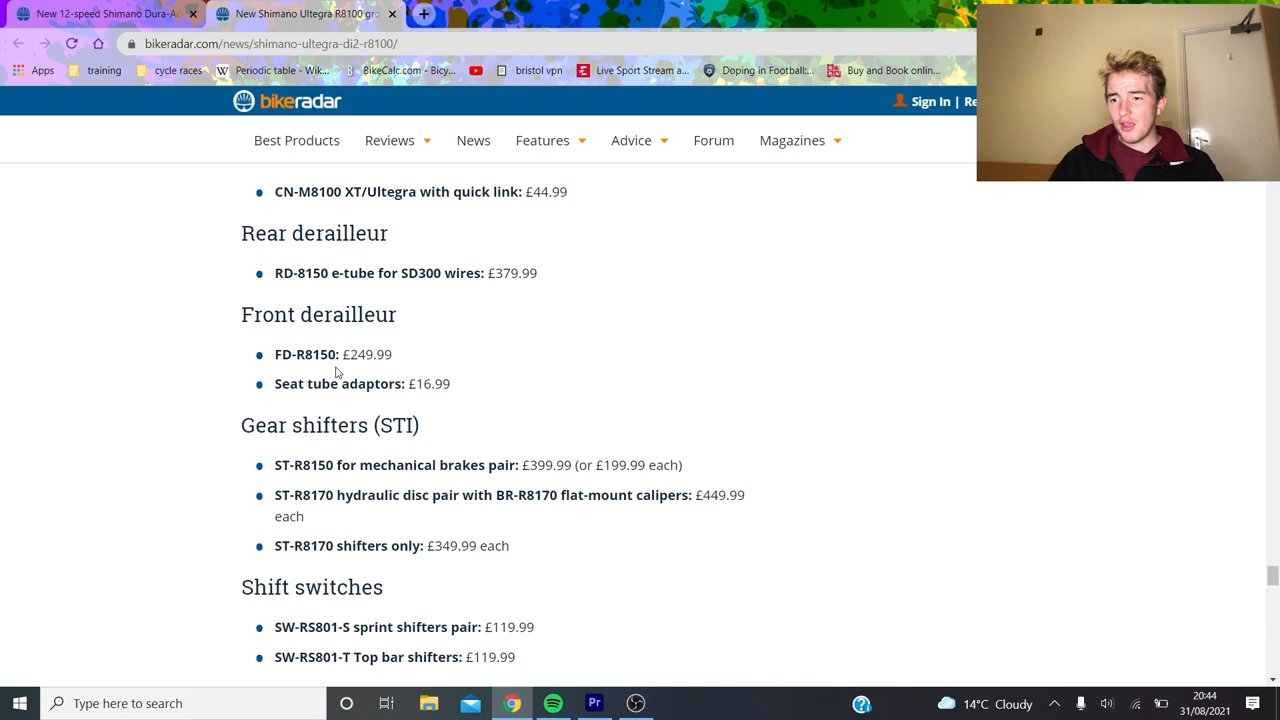 New 12-speed Shimano Dura-A
New Shimano Ultegra R8100 gro
bikeradar.com/news/shimano-ultegra-di2-r8100/
Apps
training
cycle races
Periodic table - Wik...
BikeCalc.com - Bicy...
bristol vpn
Live Sport Stream a...
Doping in Football:...
Buy and Book onlin...
bikeradar
Sign In | Re
Best Products
Reviews
News
Features
Advice
Forum
Magazines
CN-M8100 XT/Ultegra with quick link: £44.99
Rear derailleur
RD-8150 e-tube for SD300 wires: £379.99
Front derailleur
FD-R8150: £249.99
Seat tube adaptors: £16.99
Gear shifters (STI)
ST-R8150 for mechanical brakes pair: £399.99 (or £199.99 each)
ST-R8170 hydraulic disc pair with BR-R8170 flat-mount calipers: £449.99
each
ST-R8170 shifters only: £349.99 each
Shift switches
SW-RS801-S sprint shifters pair: £119.99
SW-RS801-T Top bar shifters: £119.99
Type here to search
14°C Cloudy
20:44
31/08/2021